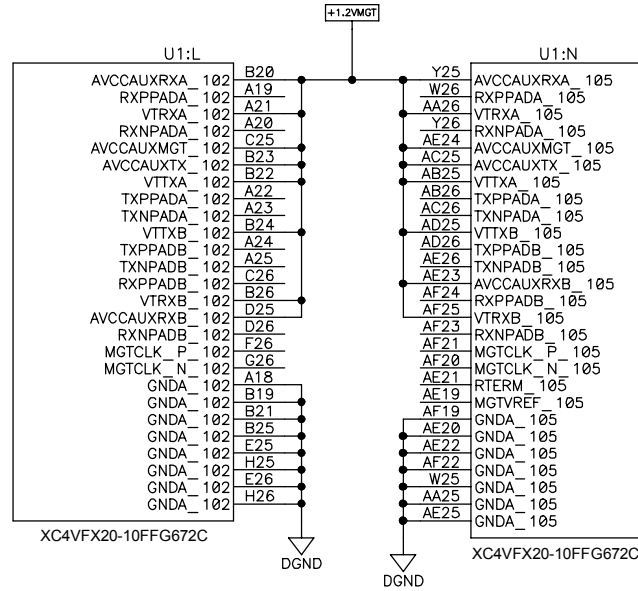 +1.2VMGT
U1:L
AVCCAUXRXA_102 B20
RXPPADA_102 A19
VTRXA_102 A21
RXNPADA_102 A20
AVCCAUXMGT_102 C25
AVCCAUXTX_102 B23
VTTXA_102 B22
TXPPADA_102 A22
TXNPADA_102 A23
VTTXB_102 B24
TXPPADB_102 A24
TXNPADB_102 A25
RXPPADB_102 C26
VTRXB_102 B26
AVCCAUXRXB_102 D25
RXNPADB_102 D26
MGTCLK_P_102 F26
MGTCLK_N_102 G26
GNDA_102 A18
GNDA_102 B19
GNDA_102 B21
GNDA_102 B25
GNDA_102 E25
GNDA_102 H25
GNDA_102 E26
GNDA_102 H26
XC4VFX20-10FFG672C
DGND
U1:N
Y25 AVCCAUXRXA_105
W26 RXPPADA_105
AA26 VTRXA_105
Y26 RXNPADA_105
AE24 AVCCAUXMGT_105
AC25 AVCCAUXTX_105
AB25 VTTXA_105
AB26 TXPPADA_105
AC26 TXNPADA_105
AD25 VTTXB_105
AD26 TXPPADB_105
AE26 TXNPADB_105
AE23 AVCCAUXRXB_105
AF24 RXPPADB_105
AF25 VTRXB_105
AF23 RXNPADB_105
AF21 MGTCLK_P_105
AF20 MGTCLK_N_105
AE21 RTERM_105
AE19 MGTVREF_105
AF19 GNDA_105
AE20 GNDA_105
AE22 GNDA_105
AF22 GNDA_105
W25 GNDA_105
AA25 GNDA_105
AE25 GNDA_105
XC4VFX20-10FFG672C
DGND